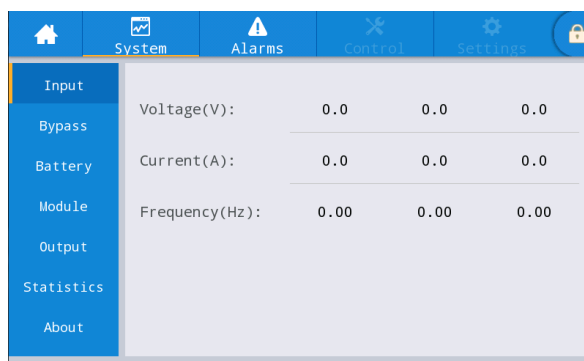 System Alarms Control Settings
Input
Bypass
Battery
Module
Output
Statistics
About
Voltage(V): 0.0 0.0 0.0
Current(A): 0.0 0.0 0.0
Frequency(Hz): 0.00 0.00 0.00